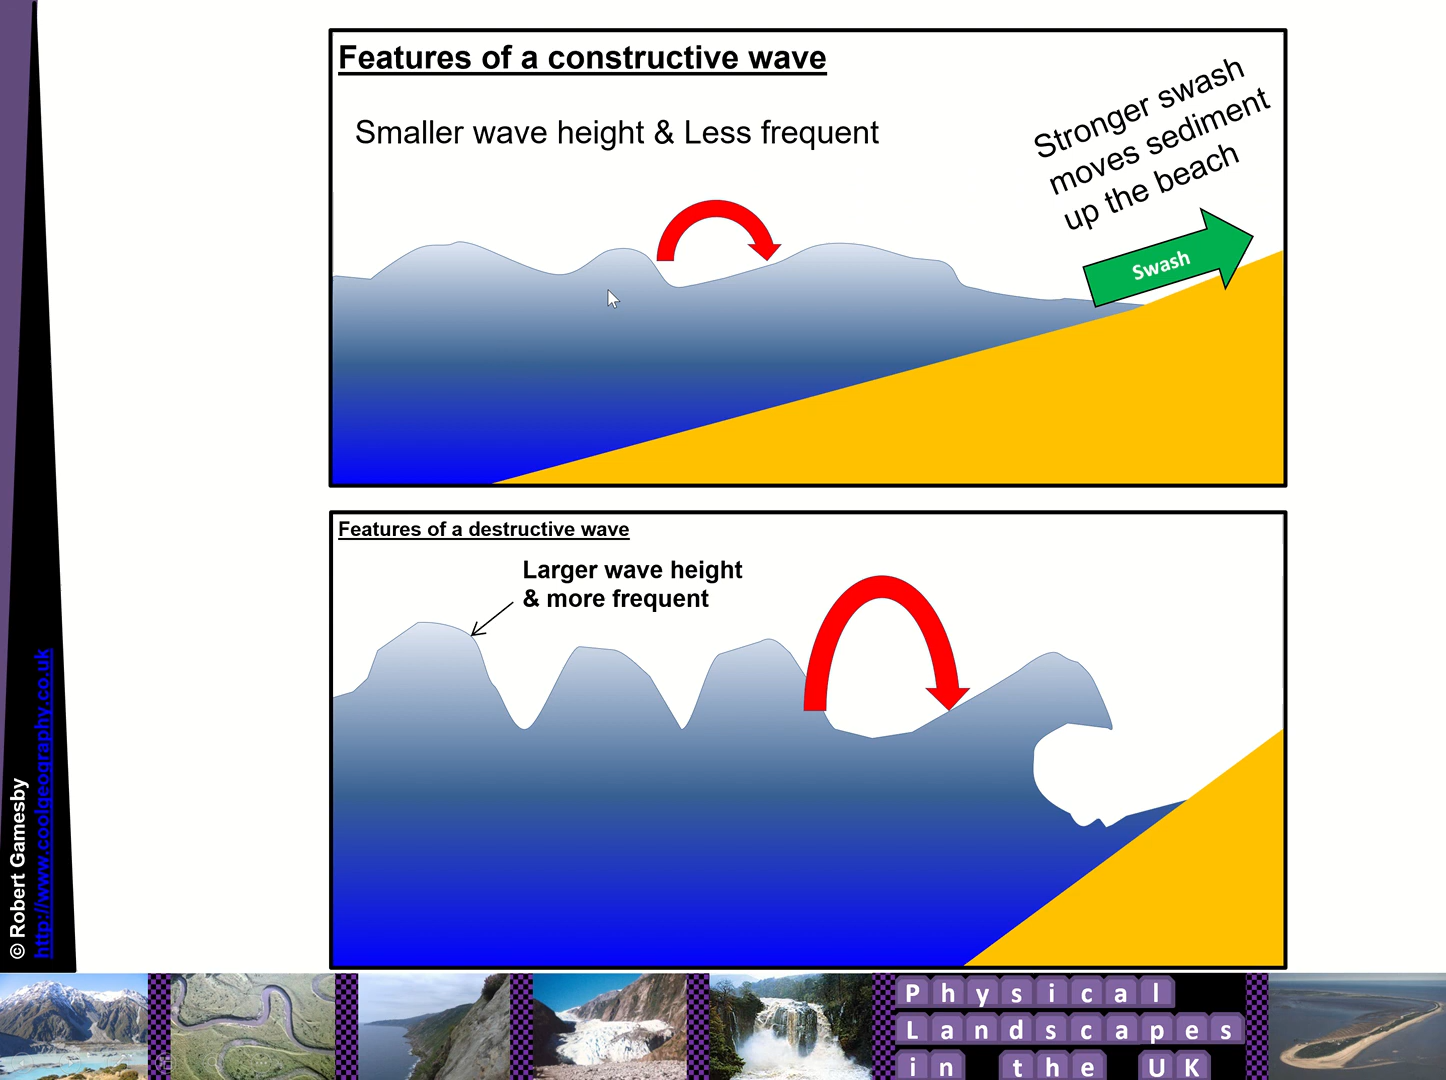 Features of a constructive wave
Smaller wave height & Less frequent
Stronger swash
moves sediment
up the beach
Swash
Features of a destructive wave
Larger wave height
& more frequent
© Robert Gamesby
http://www.coolgeography.co.uk
Physical
Landscapes
in the UK